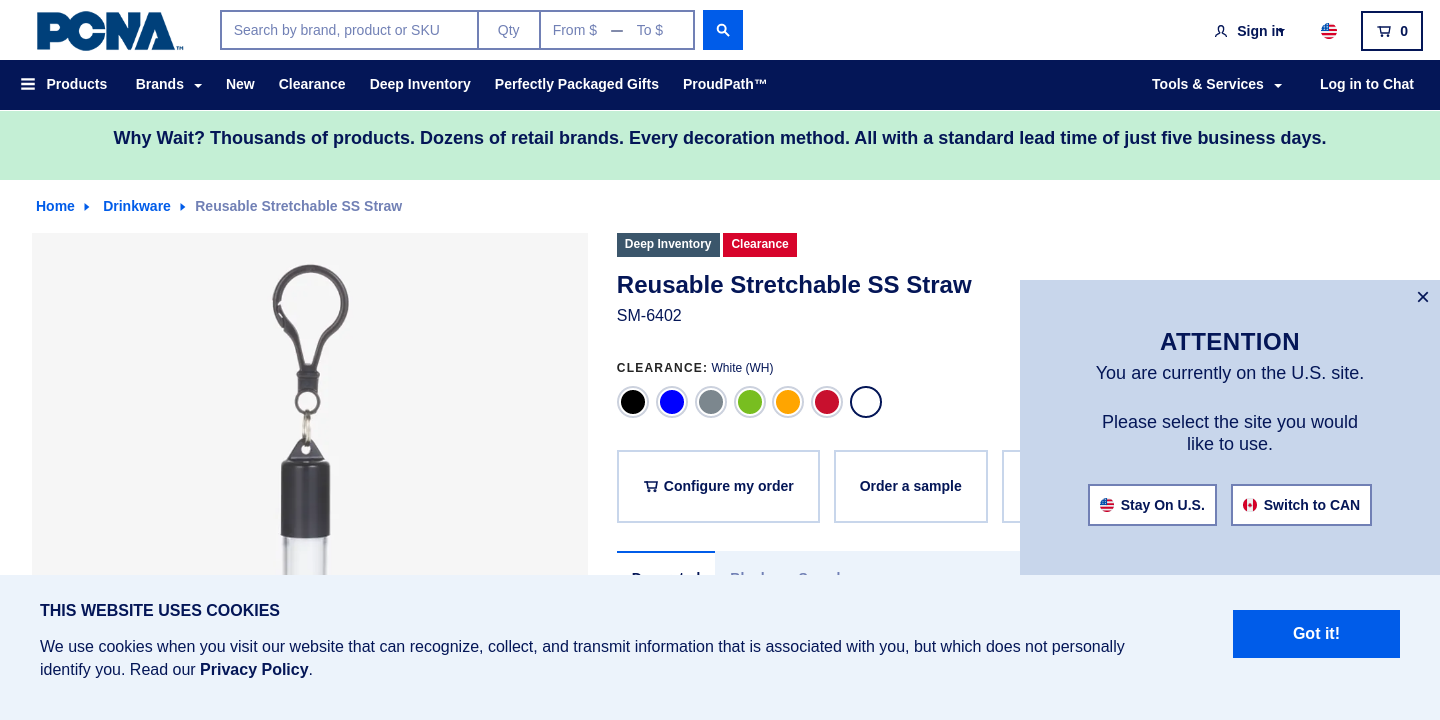 PCNA™
Search by brand, product or SKU
Qty
From $ — To $
Sign in
0
Products
Brands
New
Clearance
Deep Inventory
Perfectly Packaged Gifts
ProudPath™
Tools & Services
Log in to Chat
Why Wait? Thousands of products. Dozens of retail brands. Every decoration method. All with a standard lead time of just five business days.
Home
Drinkware
Reusable Stretchable SS Straw
Deep Inventory
Clearance
Reusable Stretchable SS Straw
SM-6402
CLEARANCE: White (WH)
Configure my order
Order a sample
×
ATTENTION
You are currently on the U.S. site.
Please select the site you would
like to use.
Stay On U.S.
Switch to CAN
THIS WEBSITE USES COOKIES
We use cookies when you visit our website that can recognize, collect, and transmit information that is associated with you, but which does not personally
identify you. Read our Privacy Policy.
Got it!